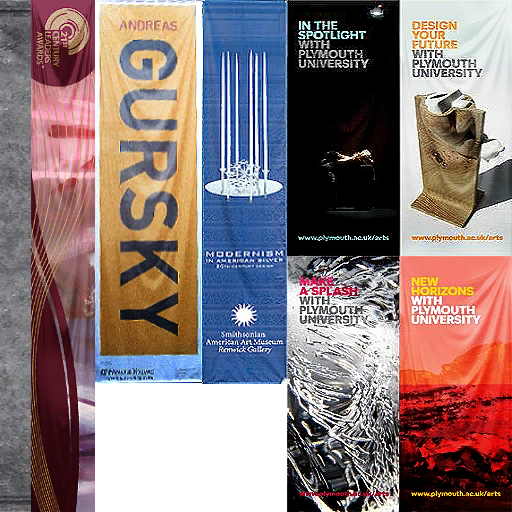 21ST
CENTURY
LEADERS
AWARDS
ANDREAS
GURSKY
MODERNISM
IN AMERICAN SILVER
20TH CENTURY DESIGN
Smithsonian
American Art Museum
Renwick Gallery
IN THE
SPOTLIGHT
WITH
PLYMOUTH
UNIVERSITY
www.plymouth.ac.uk/arts
DESIGN
YOUR
FUTURE
WITH
PLYMOUTH
UNIVERSITY
www.plymouth.ac.uk/arts
MAKE
A SPLASH
WITH
PLYMOUTH
UNIVERSITY
www.plymouth.ac.uk/arts
NEW
HORIZONS
WITH
PLYMOUTH
UNIVERSITY
www.plymouth.ac.uk/arts